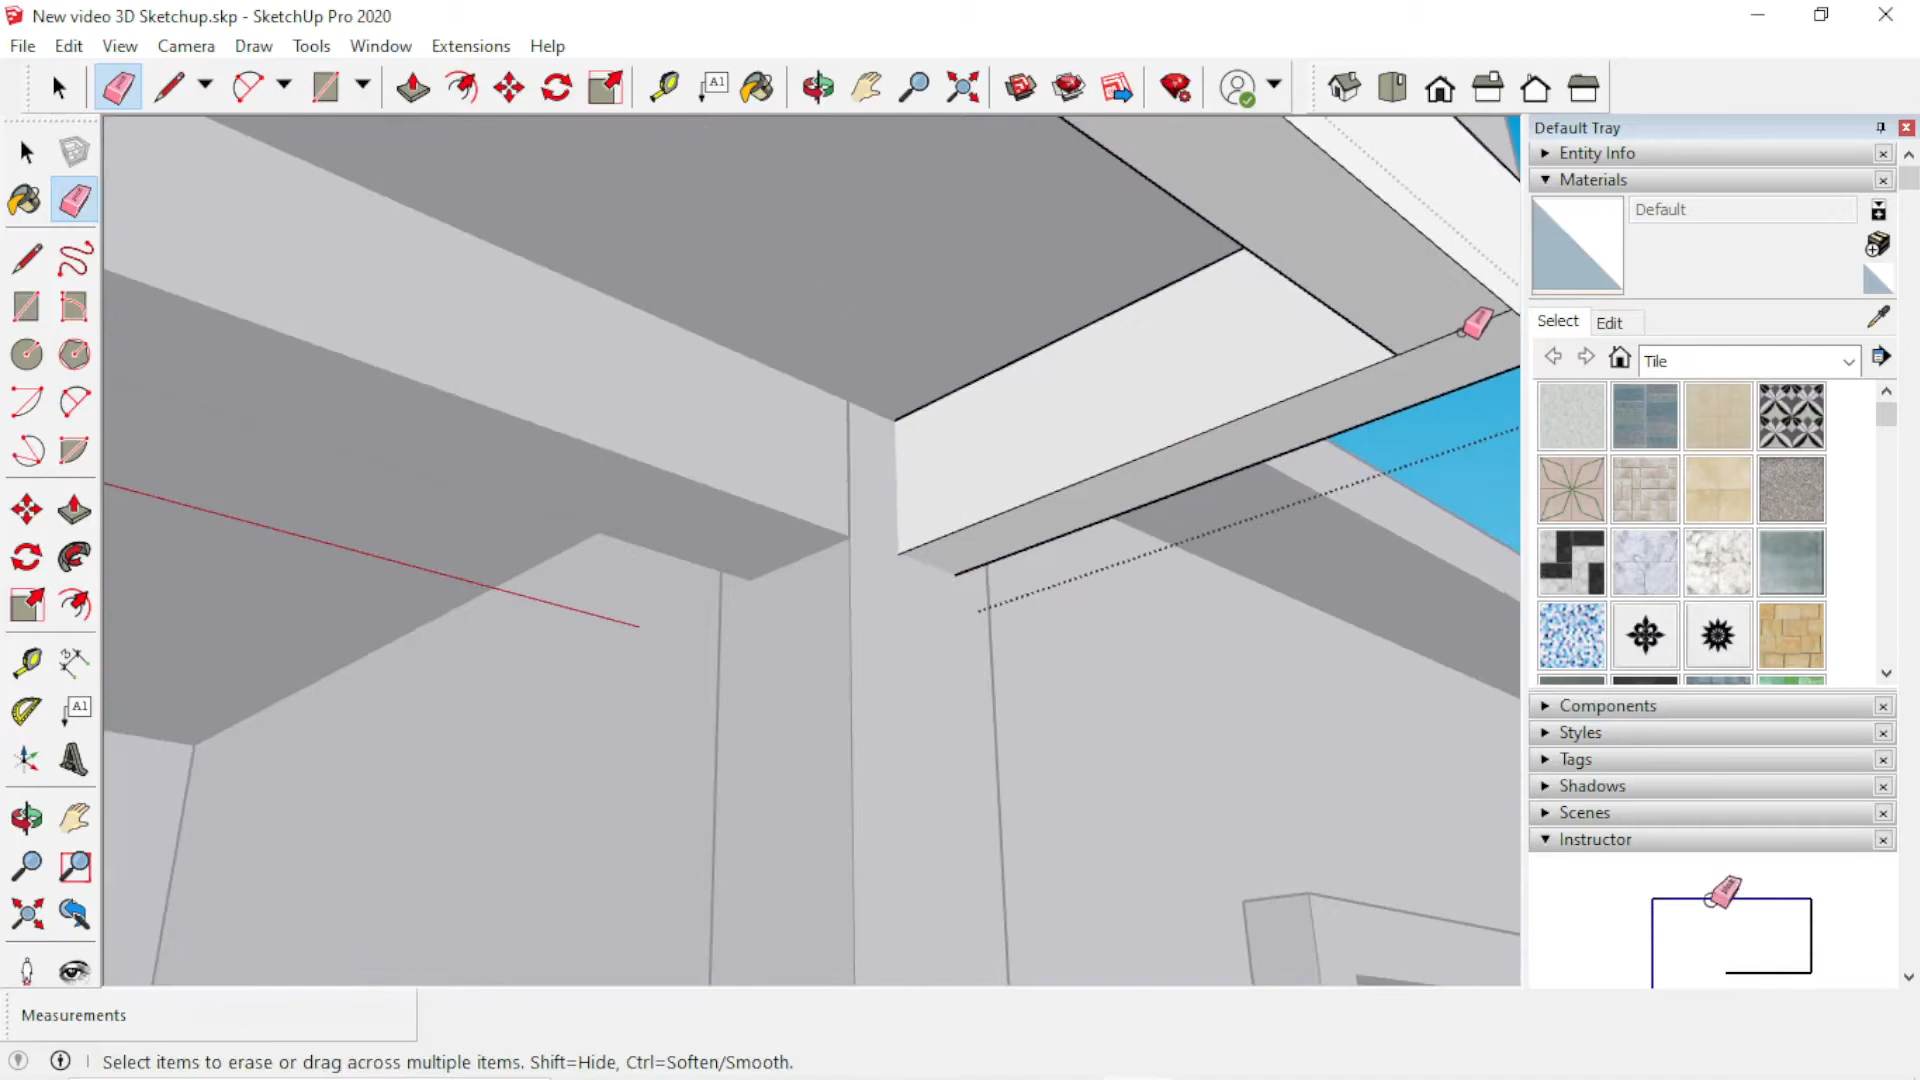 New video 3D Sketchup.skp - SketchUp Pro 2020
File Edit View Camera Draw Tools Window Extensions Help
A1
Default Tray
Entity Info
Materials
Default
Select Edit
Tile
A1
Components
Styles
Tags
Shadows
Scenes
Instructor
Measurements
Select items to erase or drag across multiple items. Shift=Hide, Ctrl=Soften/Smooth.